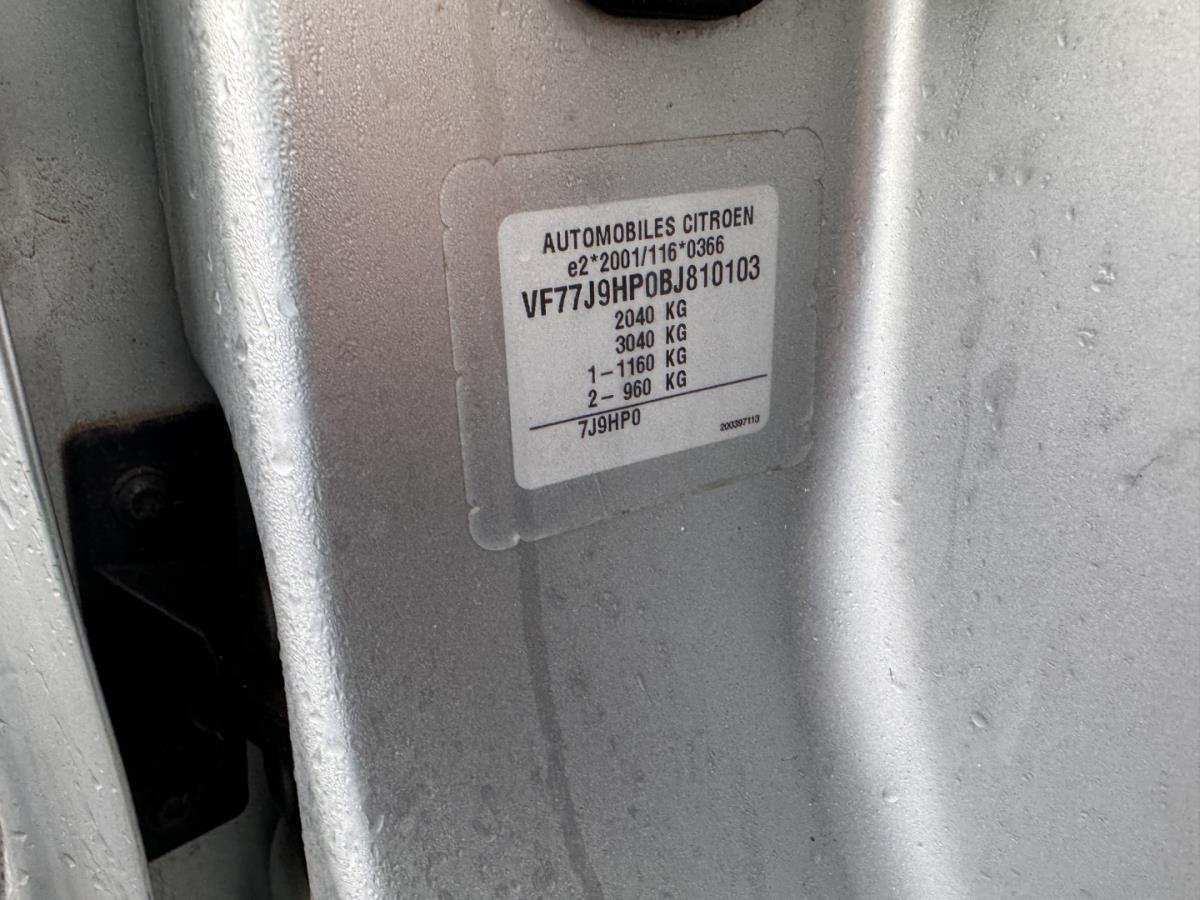 AUTOMOBILES CITROEN
e2*2001/116*0366
VF77J9HP0BJ810103
2040 KG
3040 KG
1-1160 KG
2- 960 KG
7J9HP0
200397113